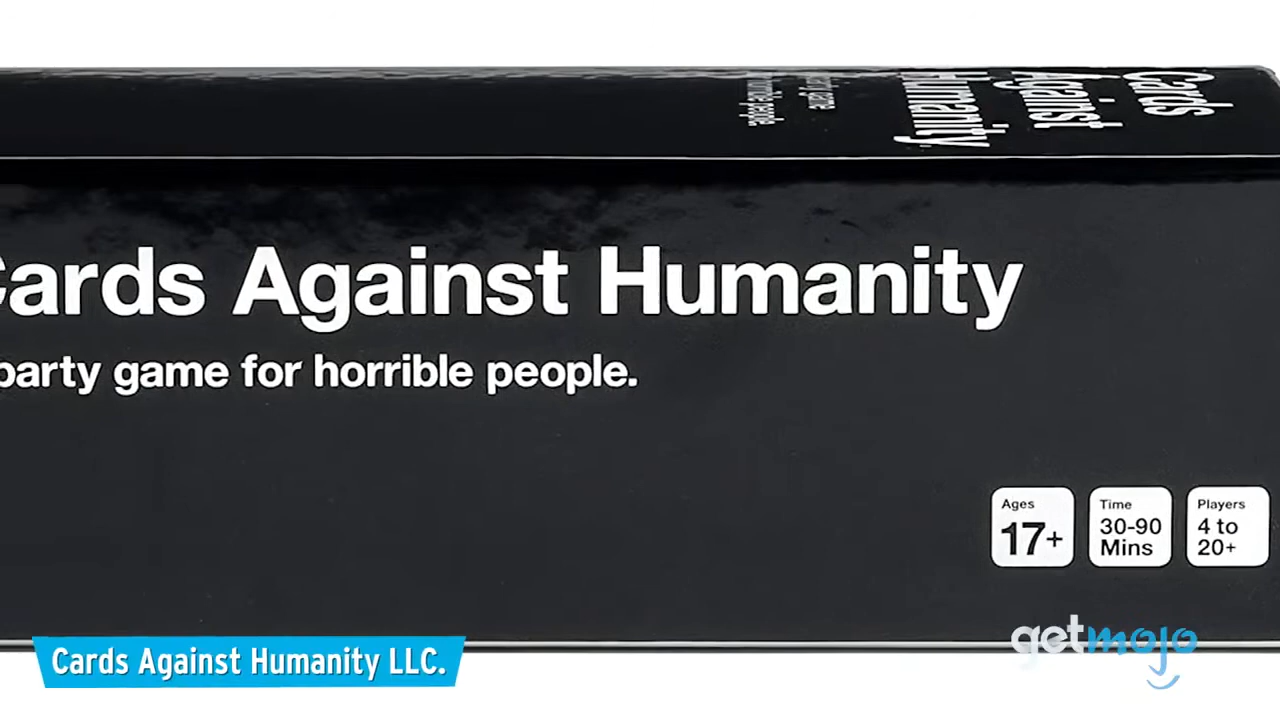 Cards
Against
Humanity
Cards Against Humanity
party game for horrible people.
Ages
17+
Time
30-90
Mins
Players
4 to
20+
Cards Against Humanity LLC.
getmojo